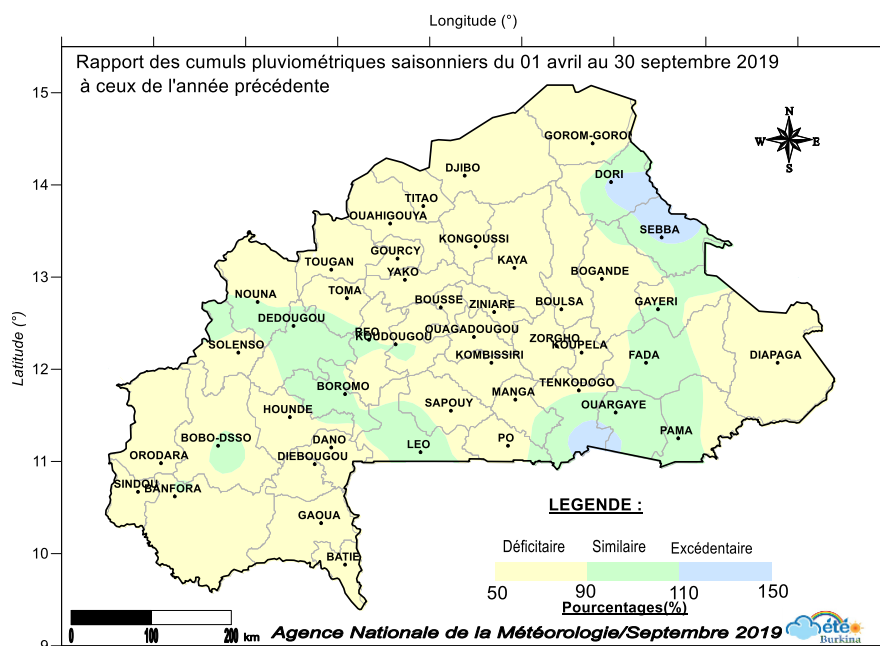 Longitude (°)
Rapport des cumuls pluviométriques saisonniers du 01 avril au 30 septembre 2019
à ceux de l'année précédente
15
14
13
12
11
10
9
Latitude (°)
N
W E
S
GOROM-GORO
DJIBO
DORI
TITAO
OUAHIGOUYA
SEBBA
KONGOUSSI
GOURCY
TOUGAN
KAYA
YAKO
BOGANDE
TOMA
NOUNA
BOUSSE
ZINIARE
BOULSA
GAYERI
DEDOUGOU
REO
KOUDOUGOU
OUAGADOUGOU
SOLENSO
ZORGHO
KOUPELA
KOMBISSIRI
FADA
DIAPAGA
BOROMO
TENKODOGO
MANGA
HOUNDE
SAPOUY
OUARGAYE
PAMA
BOBO-DSSO
DANO
LEO
PO
ORODARA
DIEBOUGOU
SINDOU
BANFORA
GAOUA
BATIE
LEGENDE :
Déficitaire Similaire Excédentaire
50 90 110 150
Pourcentages(%)
0 100 200 km
Agence Nationale de la Météorologie/Septembre 2019
été
Burkina